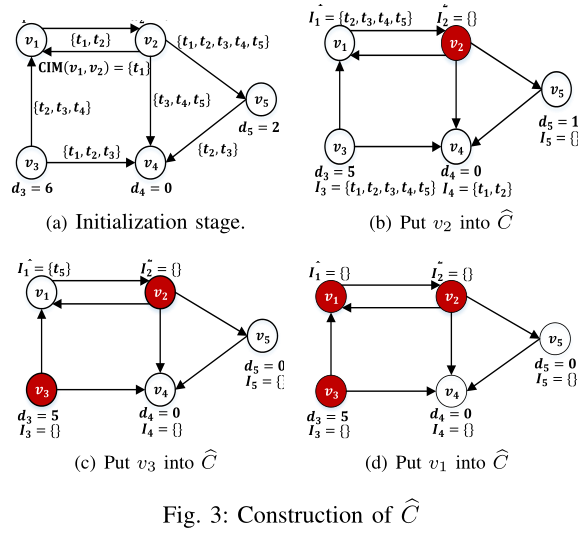 I₁ = {t₂, t₃, t₄, t₅} I₂ = {}
v₁ {t₁, t₂} v₂ {t₁, t₂, t₃, t₄, t₅} v₁ v₂
CIM(v₁, v₂) = {t₁}
{t₂, t₃, t₄} {t₃, t₄, t₅} v₅ v₅
d₅ = 2 d₅ = 1
I₅ = {}
v₃ {t₁, t₂, t₃} v₄ {t₂, t₃} v₃ v₄
d₃ = 6 d₄ = 0 d₃ = 5 d₄ = 0
I₃ = {t₁, t₂, t₃, t₄, t₅} I₄ = {t₁, t₂}
(a) Initialization stage. (b) Put v₂ into Ĉ
I₁ = {t₅} I₂ = {} I₁ = {} I₂ = {}
v₁ v₂ v₁ v₂
v₅ v₅
d₅ = 0 d₅ = 0
I₅ = {} I₅ = {}
v₃ v₄ v₃ v₄
d₃ = 5 d₄ = 0 d₃ = 5 d₄ = 0
I₃ = {} I₄ = {} I₃ = {} I₄ = {}
(c) Put v₃ into Ĉ (d) Put v₁ into Ĉ
Fig. 3: Construction of Ĉ